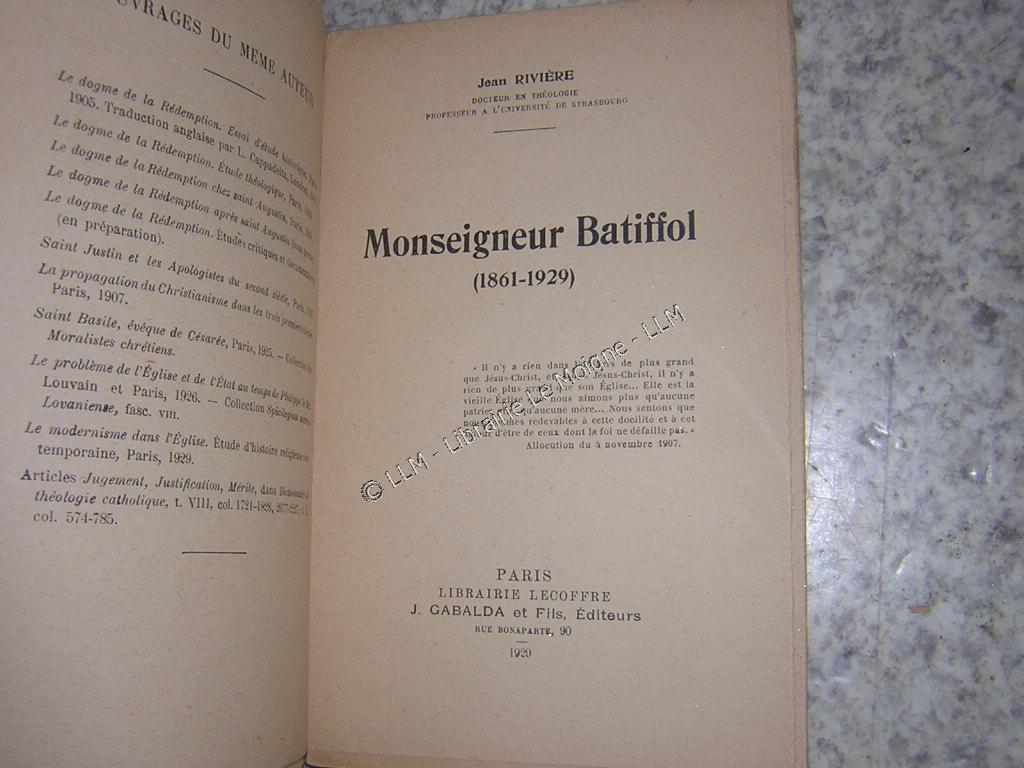 OUVRAGES DU MEME AUTEUR
Le dogme de la Rédemption. Essai d'étude historique,
1905. Traduction anglaise par L. Cappadelta, London,
Le dogme de la Rédemption. Étude théologique, Paris,
Le dogme de la Rédemption chez saint Augustin, Paris,
Le dogme de la Rédemption après saint Augustin
Le dogme de la Rédemption. Études critiques et documents
(en préparation).
Saint Justin et les Apologistes du second siècle, Paris,
La propagation du Christianisme dans les trois premiers siècles,
Paris, 1907.
Saint Basile, évêque de Césarée, Paris, 1925. — Collection
Moralistes chrétiens.
Le problème de l'Église et de l'État au temps de Philippe
Louvain et Paris, 1926. — Collection Spicilegium
Lovaniense, fasc. VIII.
Le modernisme dans l'Église. Étude d'histoire religieuse
temporaine, Paris, 1929.
Articles Jugement, Justification, Mérite, dans Dictionnaire
théologie catholique, t. VIII, col. 1721-1828,
col. 574-785.
Jean RIVIÈRE
DOCTEUR EN THÉOLOGIE
PROFESSEUR A L'UNIVERSITÉ DE STRASBOURG
Monseigneur Batiffol
(1861-1929)
« Il n'y a rien dans de plus grand
que Jésus-Christ, et Jésus-Christ, il n'y a
rien de plus grand que son Église... Elle est la
vieille Église nous aimons plus qu'aucune
patrie, qu'aucune mère... Nous sentons que
nous redevables à cette docilité et à cet
d'être de ceux dont la foi ne défaille pas. »
Allocution du 4 novembre 1907.
© LLM - Librairie Le Moigne - LLM
PARIS
LIBRAIRIE LECOFFRE
J. GABALDA et Fils, Éditeurs
RUE BONAPARTE, 90
1929